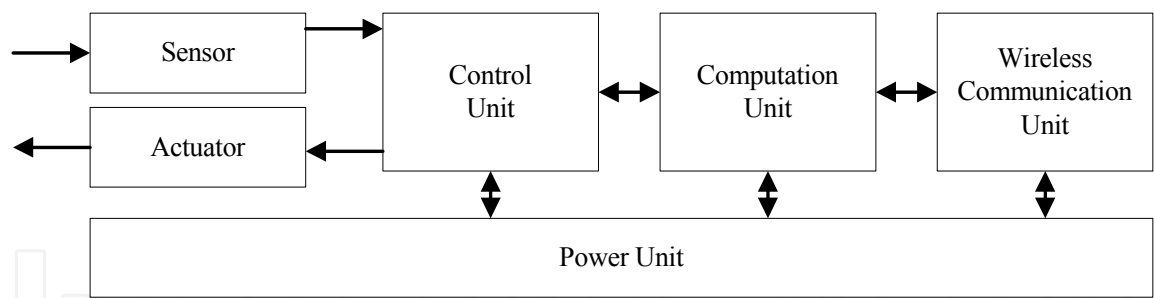 Sensor
Actuator
Control
Unit
Computation
Unit
Wireless
Communication
Unit
Power Unit